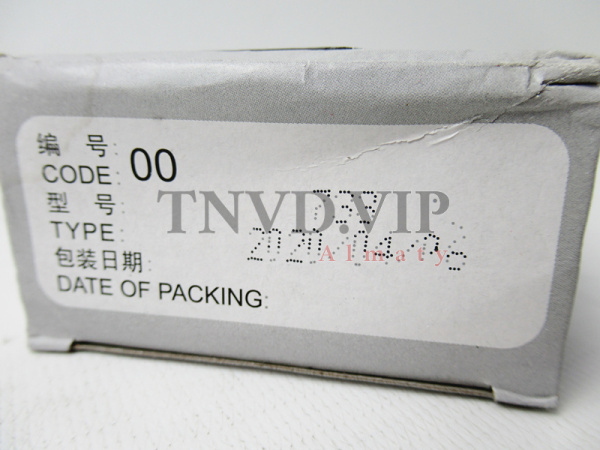 编 号:
CODE: 00
型 号:
TNVD.VIP
TYPE:
Almaty
包装日期:
DATE OF PACKING: